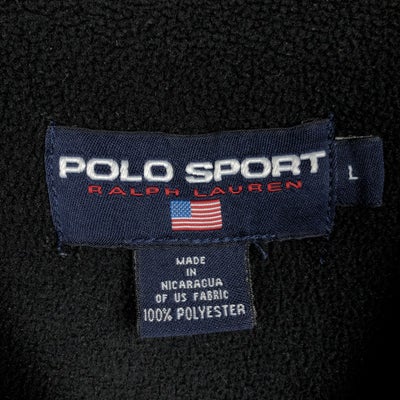 POLO SPORT
RALPH LAUREN
L
MADE
IN
NICARAGUA
OF US FABRIC
100% POLYESTER